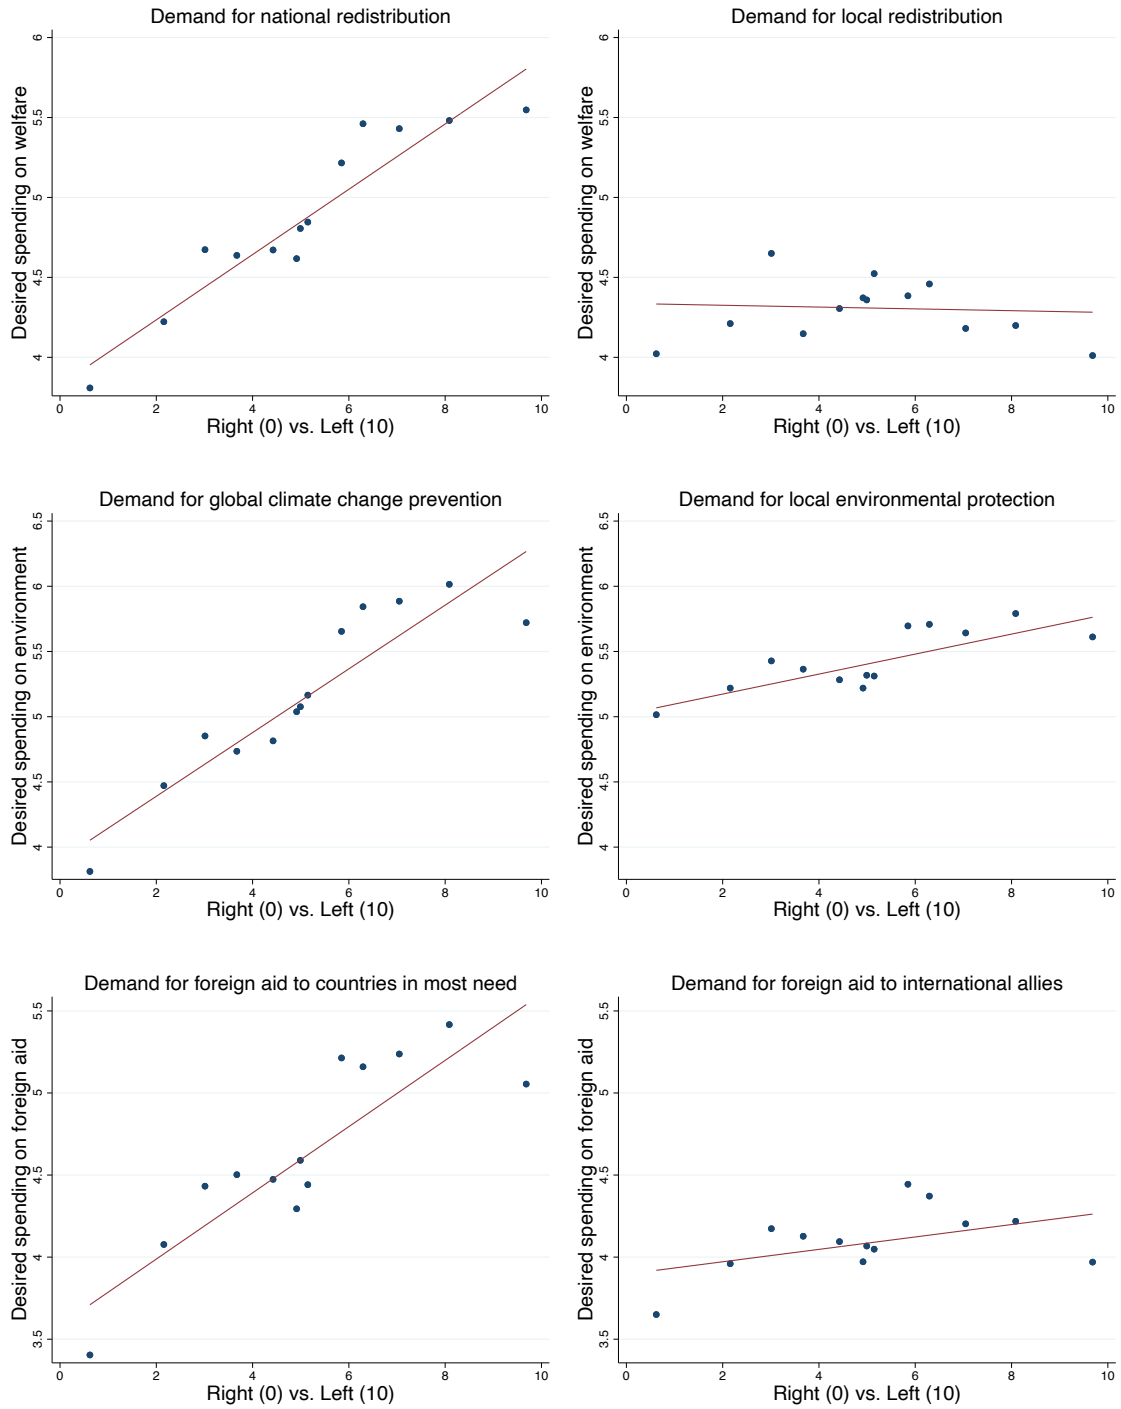 Demand for national redistribution
Desired spending on welfare
6
5.5
5
4.5
4
0 2 4 6 8 10
Right (0) vs. Left (10)
Demand for local redistribution
Desired spending on welfare
6
5.5
5
4.5
4
0 2 4 6 8 10
Right (0) vs. Left (10)
Demand for global climate change prevention
Desired spending on environment
6.5
6
5.5
5
4.5
4
0 2 4 6 8 10
Right (0) vs. Left (10)
Demand for local environmental protection
Desired spending on environment
6.5
6
5.5
5
4.5
4
0 2 4 6 8 10
Right (0) vs. Left (10)
Demand for foreign aid to countries in most need
Desired spending on foreign aid
5.5
5
4.5
4
3.5
0 2 4 6 8 10
Right (0) vs. Left (10)
Demand for foreign aid to international allies
Desired spending on foreign aid
5.5
5
4.5
4
3.5
0 2 4 6 8 10
Right (0) vs. Left (10)